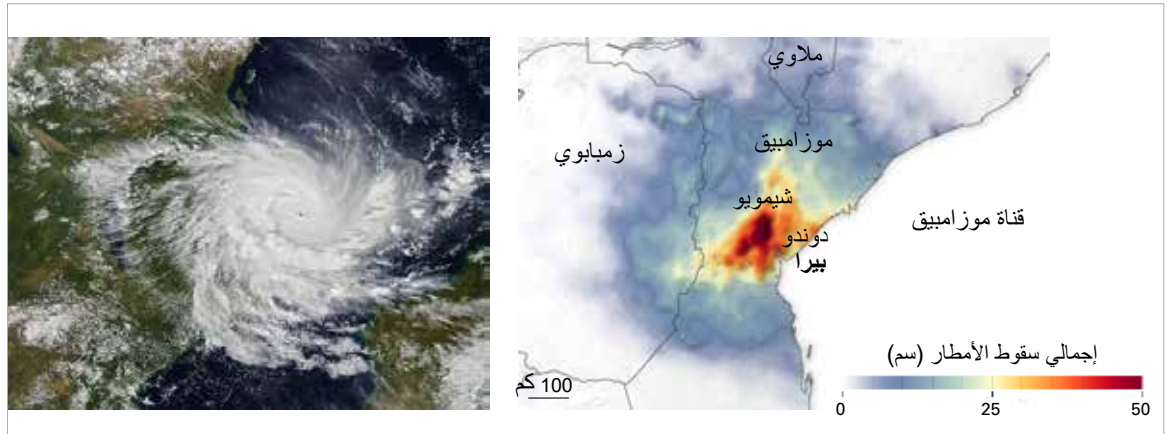 ملاوي
موزامبيق
زمبابوي
شيمويو
قناة موزامبيق
دوندو
بيرا
إجمالي سقوط الأمطار (سم)
100 كم
0 25 50